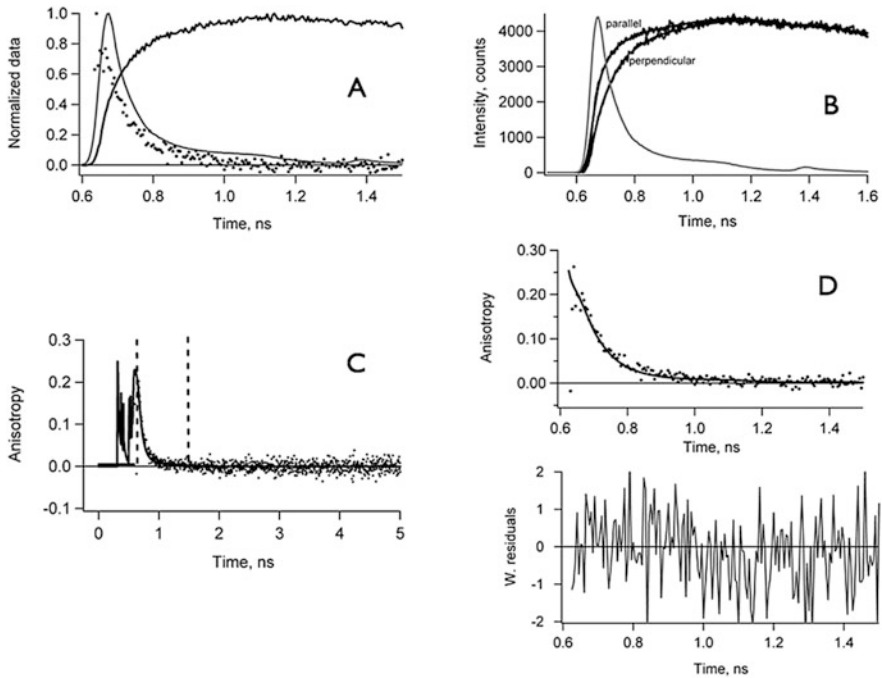 Normalized data
1.0
0.8
0.6
0.4
0.2
0.0
A
0.6 0.8 1.0 1.2 1.4
Time, ns
Intensity, counts
4000
3000
2000
1000
0
parallel
perpendicular
B
0.6 0.8 1.0 1.2 1.4 1.6
Time, ns
Anisotropy
0.3
0.2
0.1
0.0
-0.1
C
0 1 2 3 4 5
Time, ns
Anisotropy
0.30
0.20
0.10
0.00
D
0.6 0.8 1.0 1.2 1.4
Time, ns
W. residuals
2
1
0
-1
-2
0.6 0.8 1.0 1.2 1.4
Time, ns